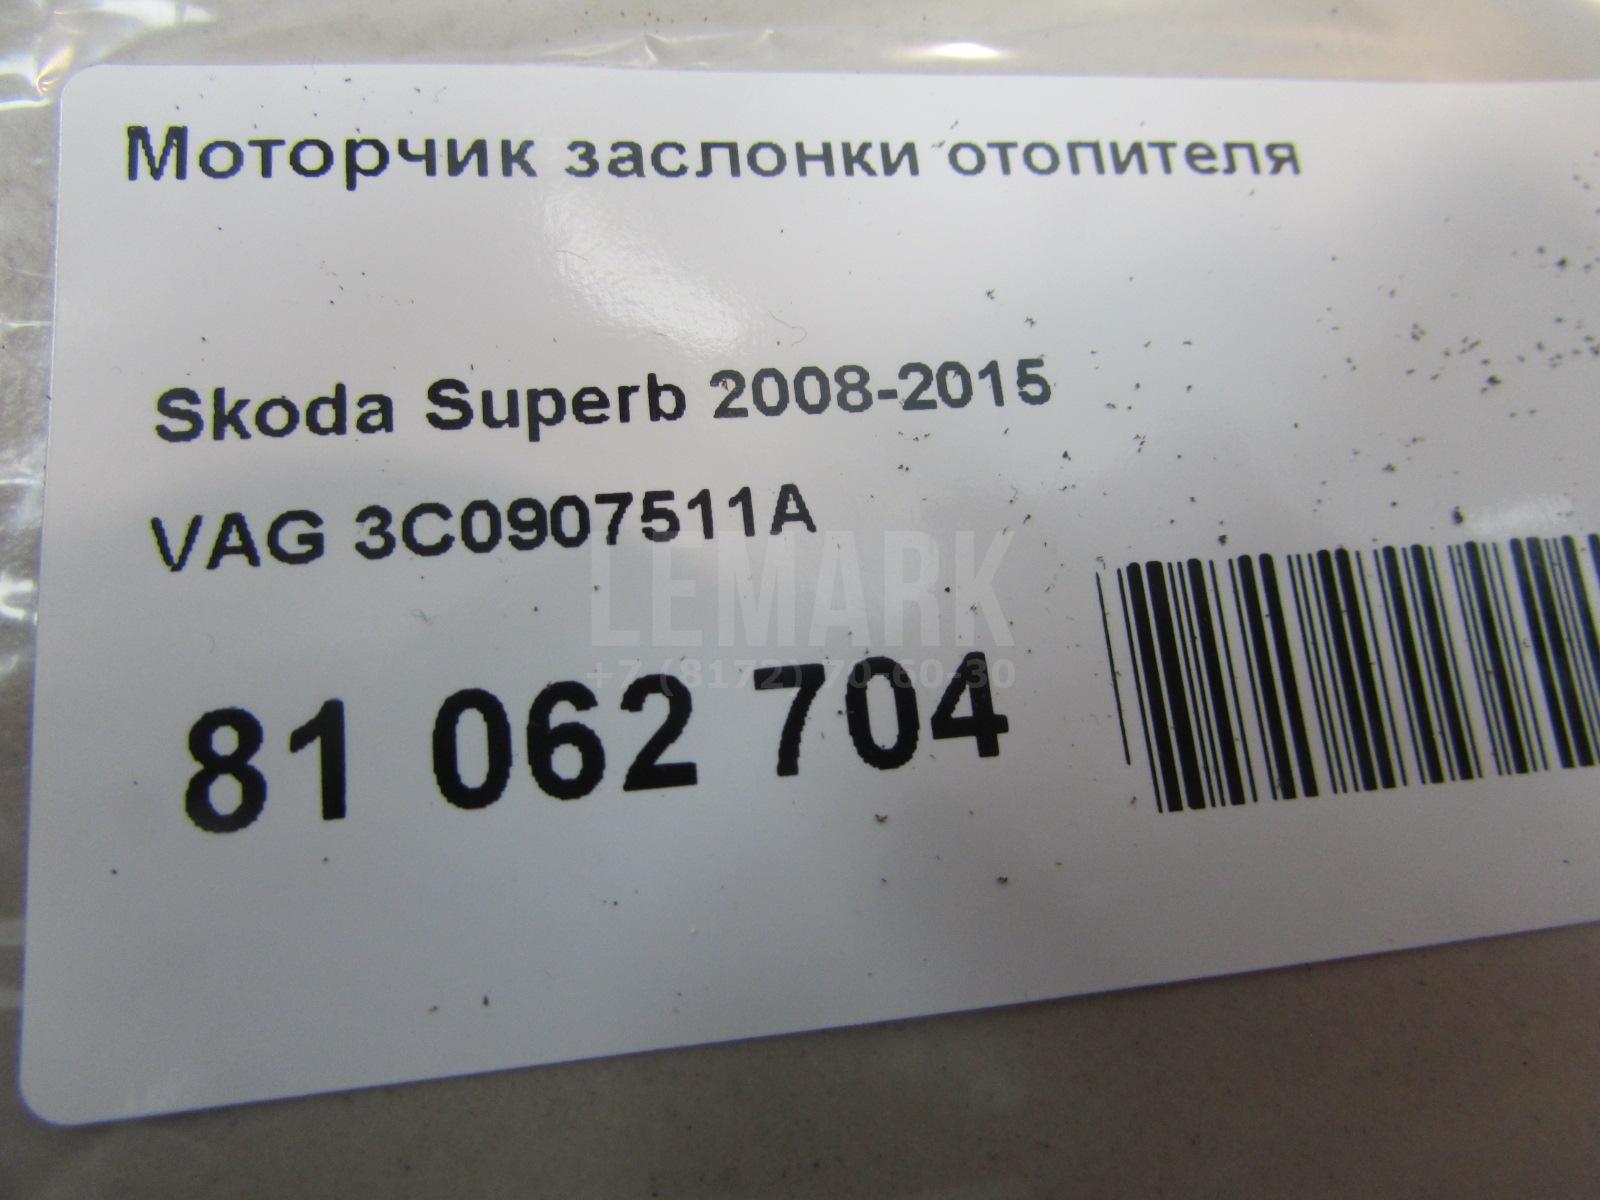 Моторчик заслонки отопителя
Skoda Superb 2008-2015
VAG 3C0907511A
LEMARK
+7 (8172) 70-60-30
81 062 704